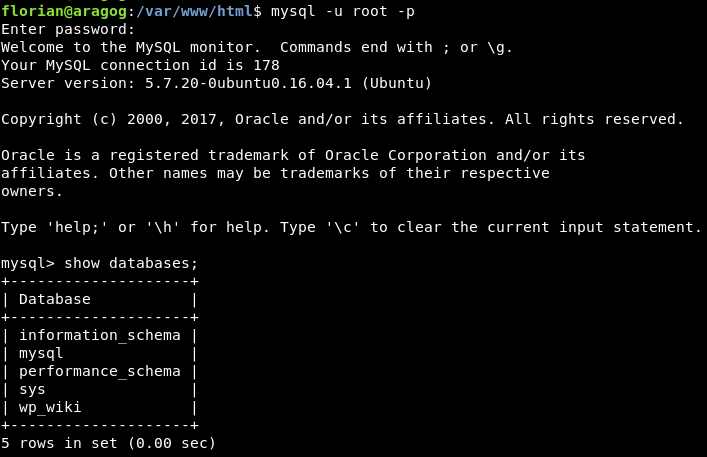 florian@aragog:/var/www/html$ mysql -u root -p
Enter password:
Welcome to the MySQL monitor.  Commands end with ; or \g.
Your MySQL connection id is 178
Server version: 5.7.20-0ubuntu0.16.04.1 (Ubuntu)

Copyright (c) 2000, 2017, Oracle and/or its affiliates. All rights reserved.

Oracle is a registered trademark of Oracle Corporation and/or its
affiliates. Other names may be trademarks of their respective
owners.

Type 'help;' or '\h' for help. Type '\c' to clear the current input statement.

mysql> show databases;
+--------------------+
| Database           |
+--------------------+
| information_schema |
| mysql              |
| performance_schema |
| sys                |
| wp_wiki            |
+--------------------+
5 rows in set (0.00 sec)